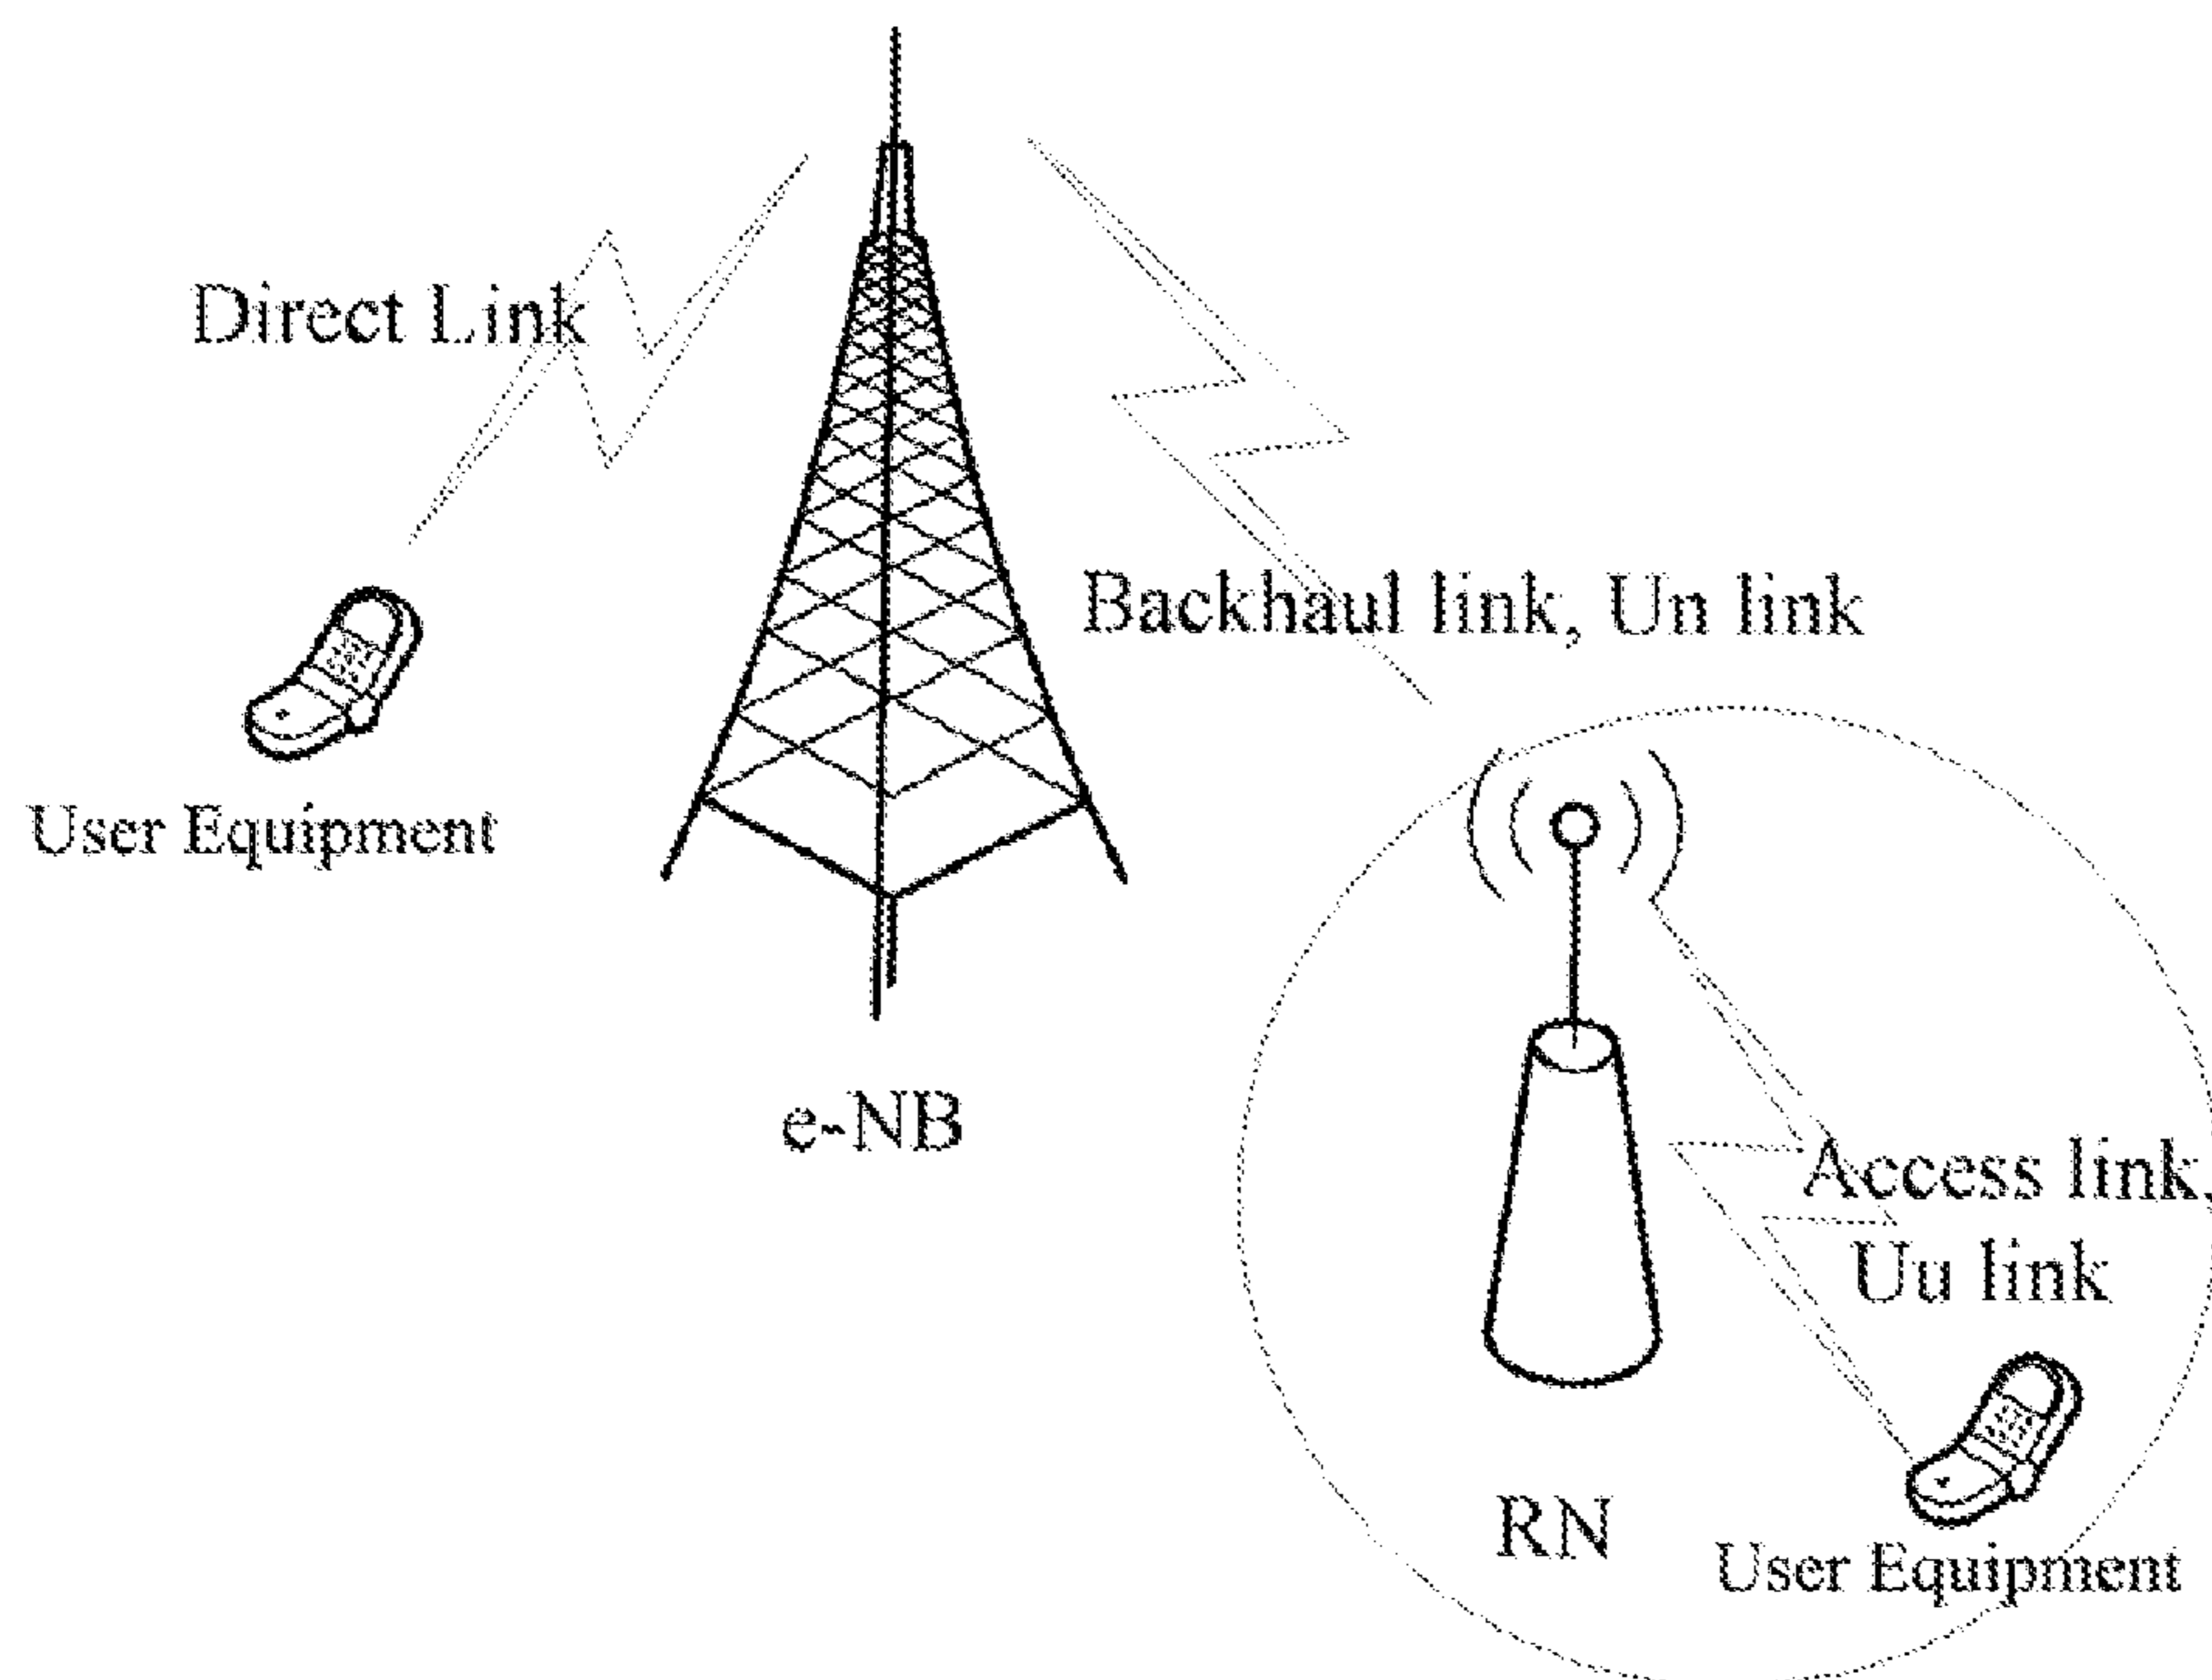 Direct Link
Backhaul link, Un link
User Equipment
e-NB
Access link,
Uu link
RN
User Equipment